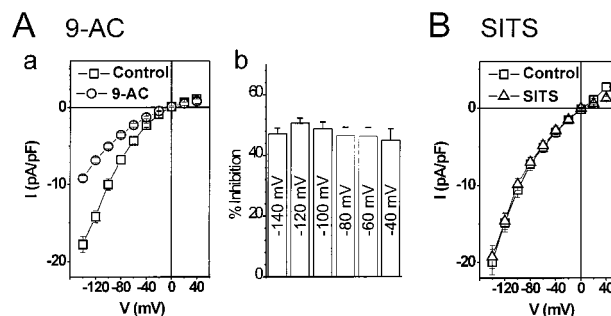 A 9-AC
B SITS
a
Control
9-AC
0
-10
-20
I (pA/pF)
-120 -80 -40 0 40
V (mV)
b
60
40
20
0
% Inhibition
-140 mV
-120 mV
-100 mV
-80 mV
-60 mV
-40 mV
Control
SITS
0
-10
-20
I (pA/pF)
-120 -80 -40 0 40
V (mV)